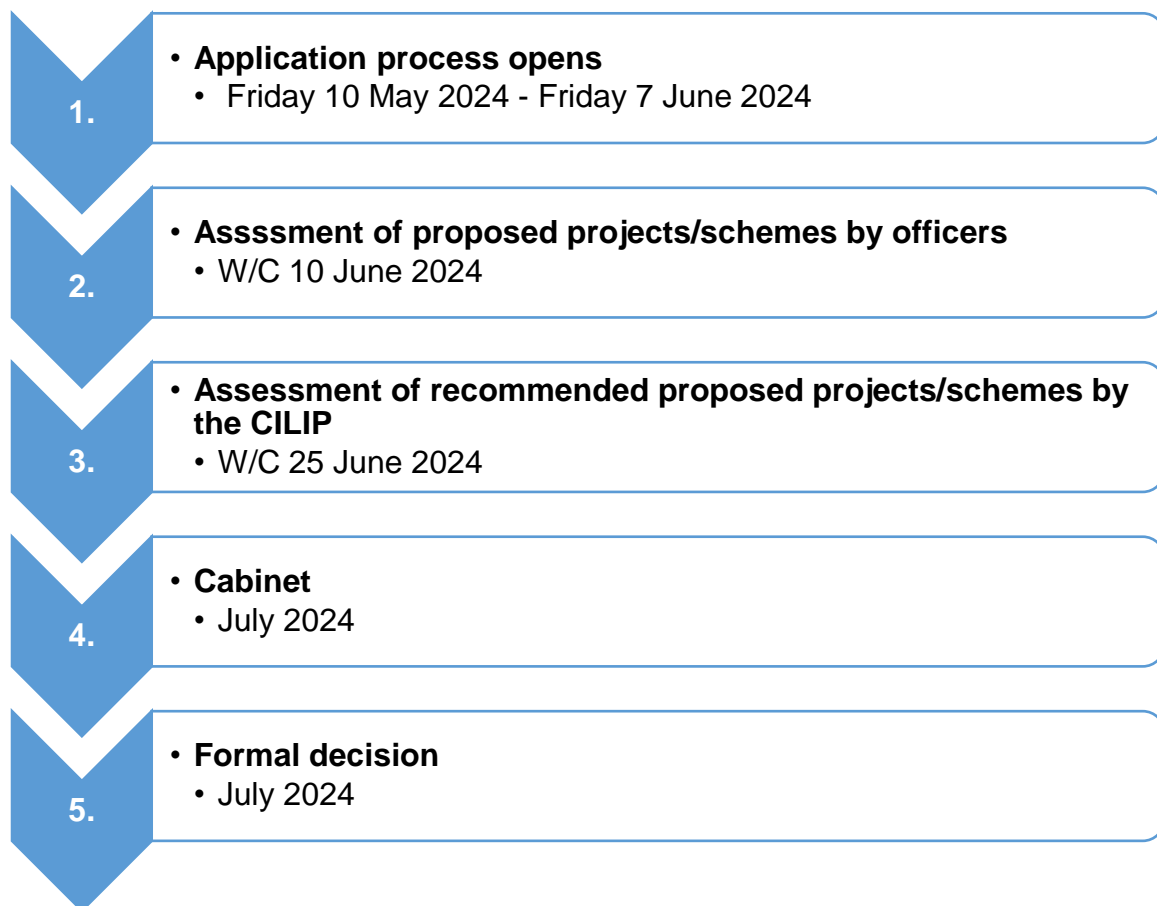 1.
• Application process opens
• Friday 10 May 2024 - Friday 7 June 2024
2.
• Assssment of proposed projects/schemes by officers
• W/C 10 June 2024
3.
• Assessment of recommended proposed projects/schemes by
the CILIP
• W/C 25 June 2024
4.
• Cabinet
• July 2024
5.
• Formal decision
• July 2024